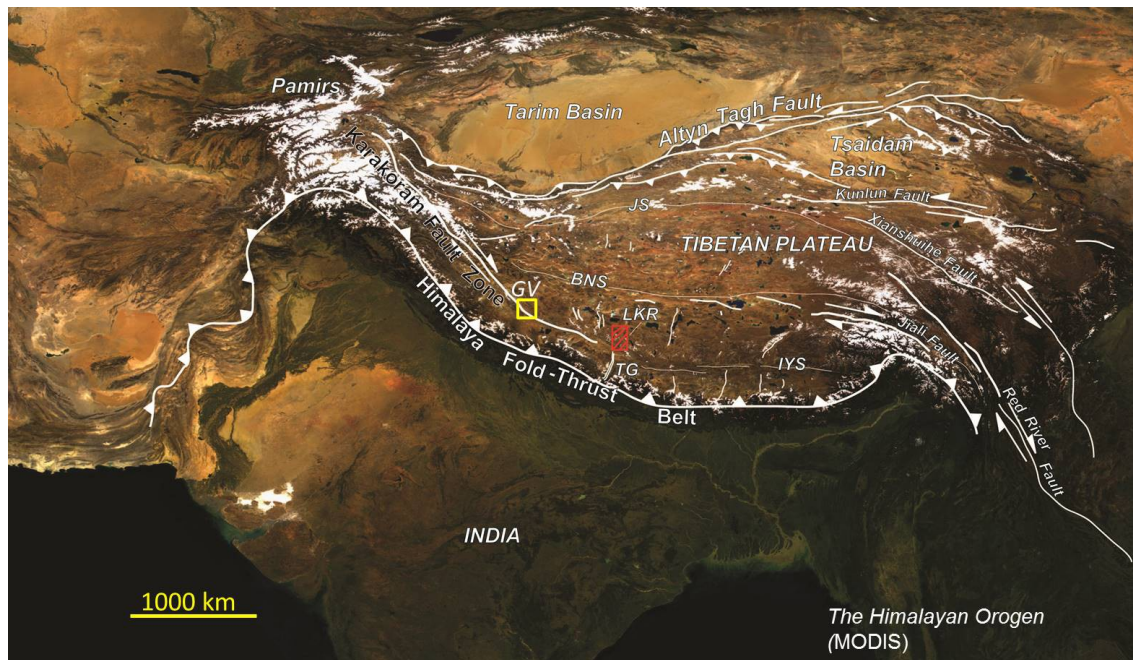 Pamirs
Tarim Basin
Altyn Tagh Fault
Tsaidam
Basin
Karakoram Fault Zone
Kunlun Fault
JS
Xianshuihe Fault
TIBETAN PLATEAU
BNS
GV
LKR
Jiali Fault
Himalaya Fold-Thrust Belt
TG
IYS
Red River Fault
INDIA
1000 km
The Himalayan Orogen
(MODIS)